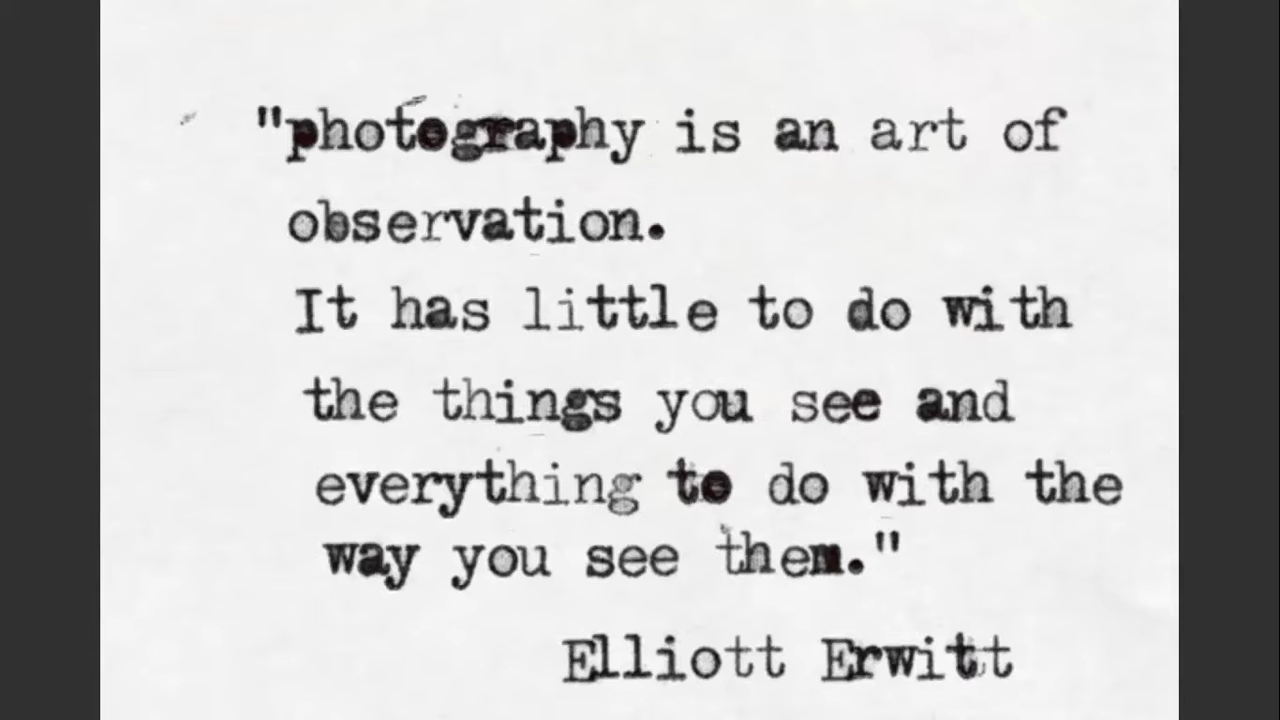 "photography is an art of
observation.
It has little to do with
the things you see and
everything to do with the
way you see them."
Elliott Erwitt